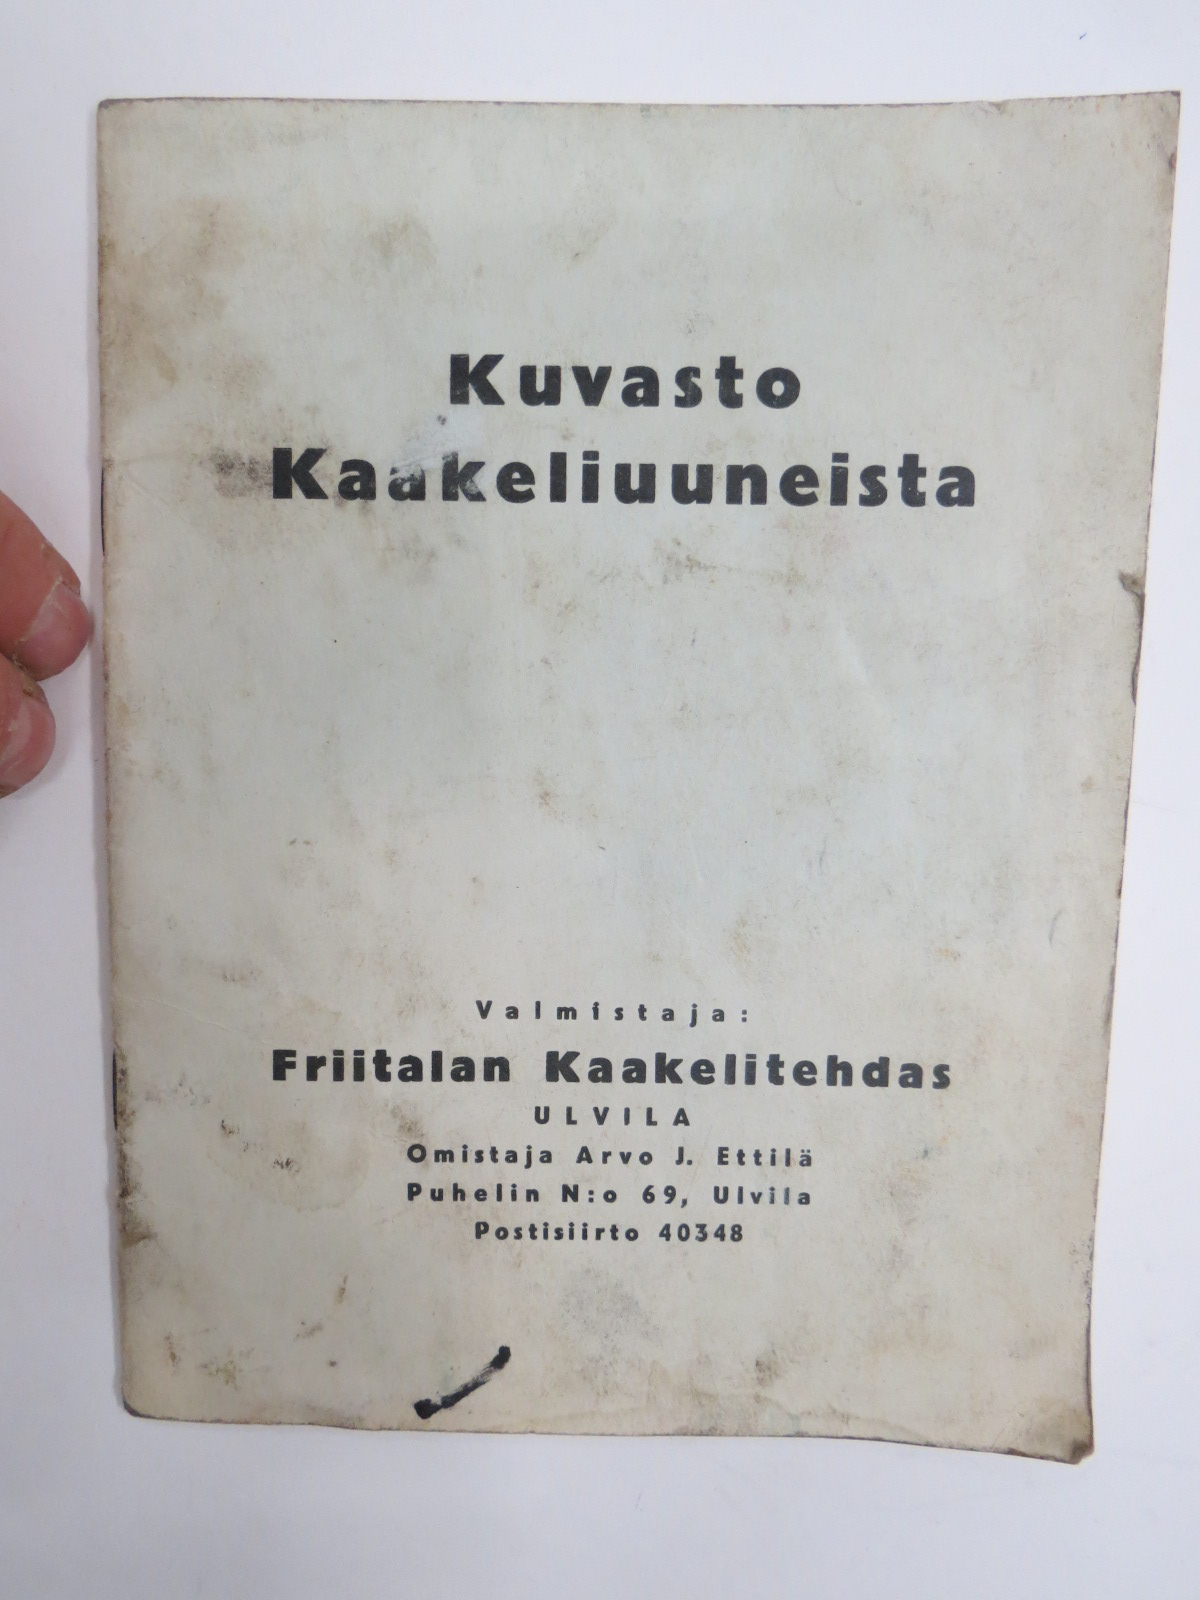 Kuvasto
Kaakeliuuneista
Valmistaja:
Friitalan Kaakelitehdas
ULVILA
Omistaja Arvo J. Ettilä
Puhelin N:o 69, Ulvila
Postisiirto 40348